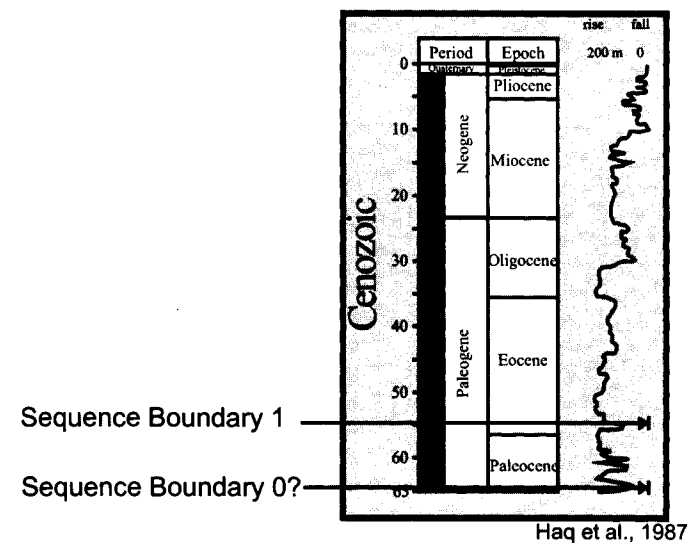 rise fall
Period Epoch 200 m 0
0
Quaternary Pleistocene
Pliocene
10
Neogene
Miocene
20
Cenozoic
30
Oligocene
40
Paleogene
Eocene
50
Sequence Boundary 1
60
Paleocene
Sequence Boundary 0?
65
Haq et al., 1987